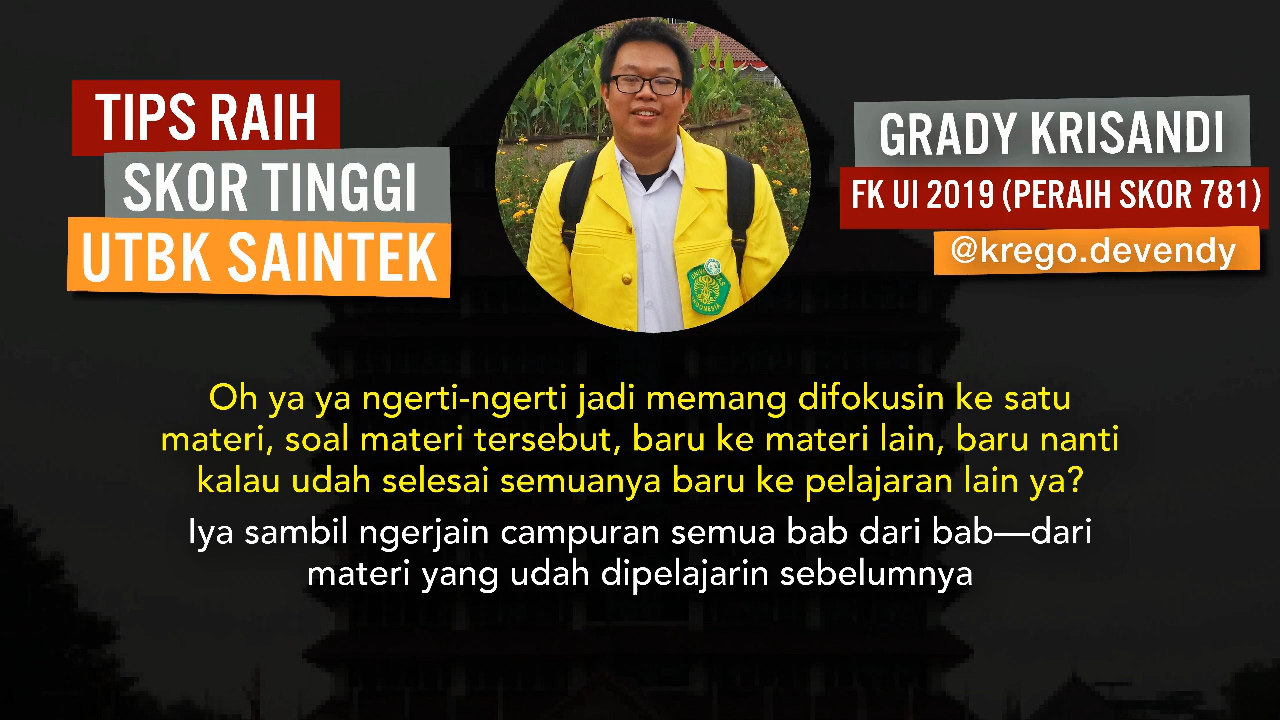 TIPS RAIH
SKOR TINGGI
UTBK SAINTEK
GRADY KRISANDI
FK UI 2019 (PERAIH SKOR 781)
@krego.devendy
Oh ya ya ngerti-ngerti jadi memang difokusin ke satu
materi, soal materi tersebut, baru ke materi lain, baru nanti
kalau udah selesai semuanya baru ke pelajaran lain ya?
Iya sambil ngerjain campuran semua bab dari bab—dari
materi yang udah dipelajarin sebelumnya